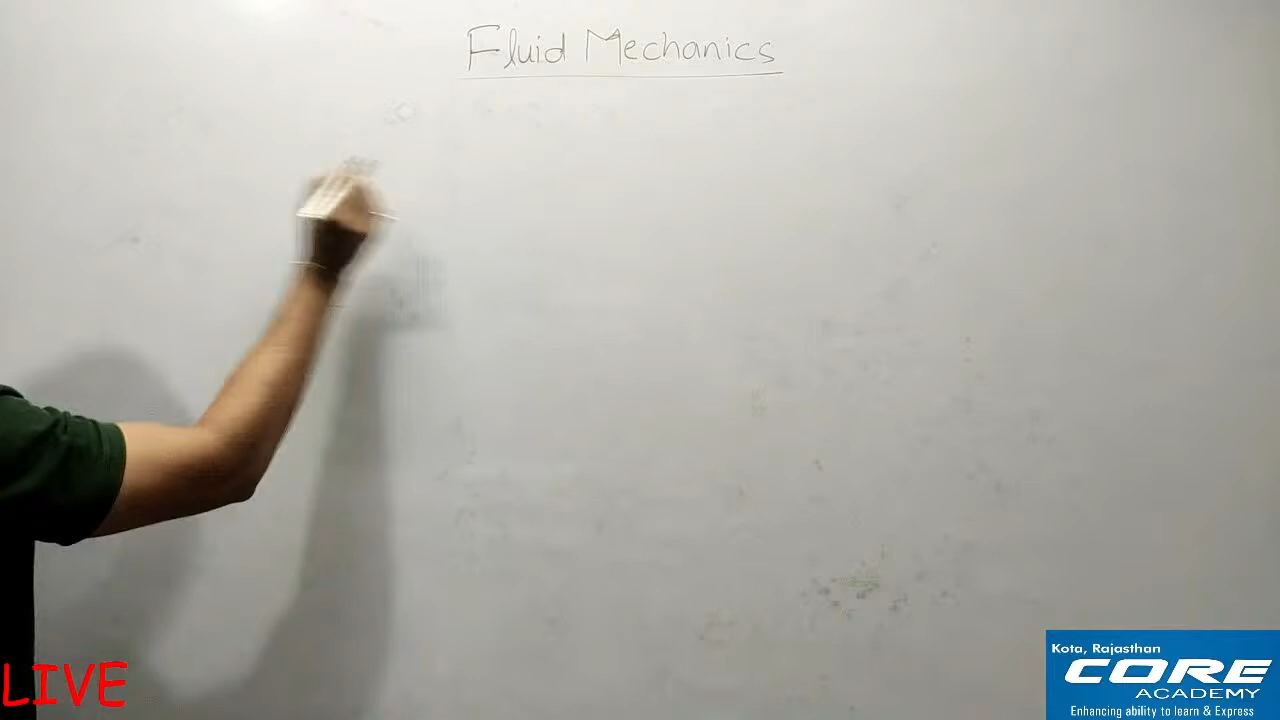 Fluid Mechanics
LIVE
Kota, Rajasthan
CORE
ACADEMY
Enhancing ability to learn & Express